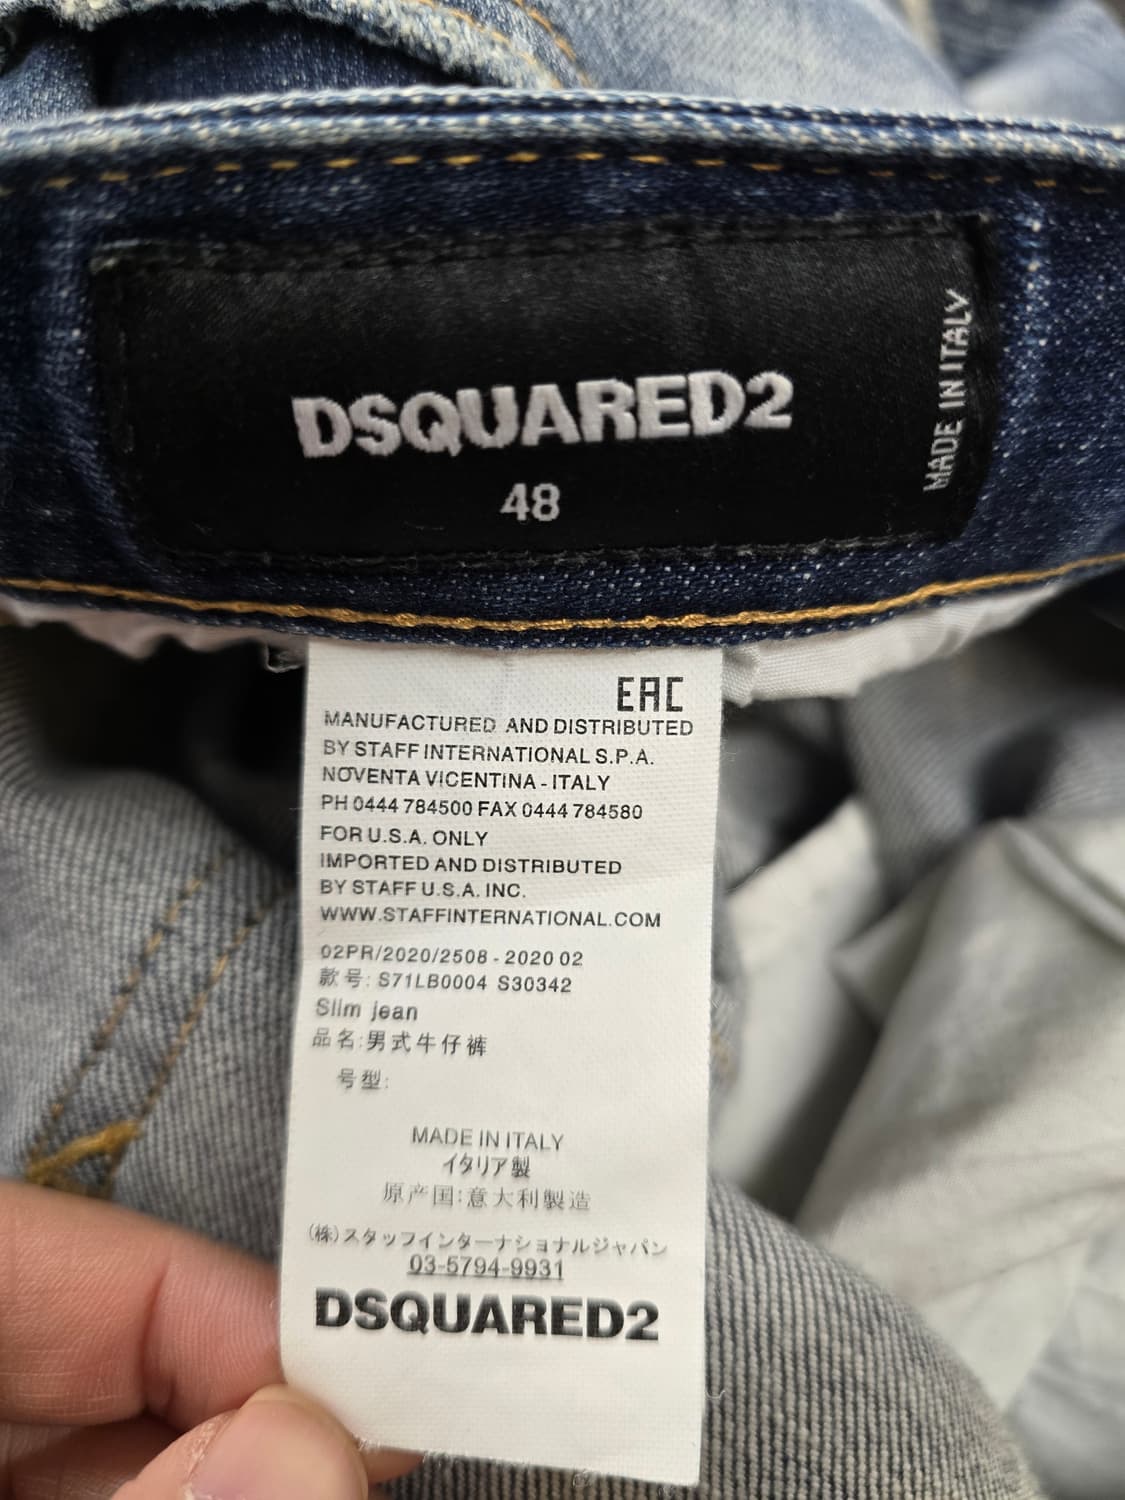 DSQUARED2
48
MADE IN ITALY
EAC
MANUFACTURED AND DISTRIBUTED
BY STAFF INTERNATIONAL S.P.A.
NOVENTA VICENTINA - ITALY
PH 0444 784500 FAX 0444 784580
FOR U.S.A. ONLY
IMPORTED AND DISTRIBUTED
BY STAFF U.S.A. INC.
WWW.STAFFINTERNATIONAL.COM
02PR/2020/2508 - 2020 02
款号: S71LB0004 S30342
Slim jean
品名:男式牛仔裤
号型:
MADE IN ITALY
イタリア製
原产国:意大利製造
(株)スタッフインターナショナルジャパン
03-5794-9931
DSQUARED2